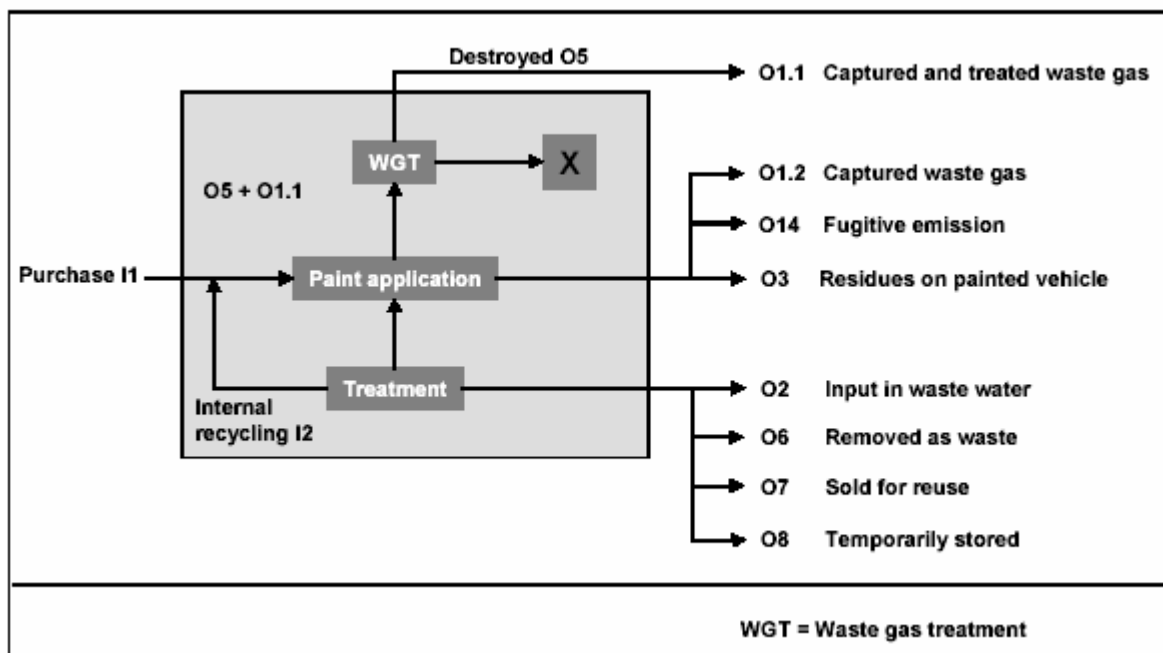 Destroyed O5
O1.1 Captured and treated waste gas
WGT
X
O1.2 Captured waste gas
O5 + O1.1
O14 Fugitive emission
Purchase I1
Paint application
O3 Residues on painted vehicle
Treatment
O2 Input in waste water
Internal
recycling I2
O6 Removed as waste
O7 Sold for reuse
O8 Temporarily stored
WGT = Waste gas treatment